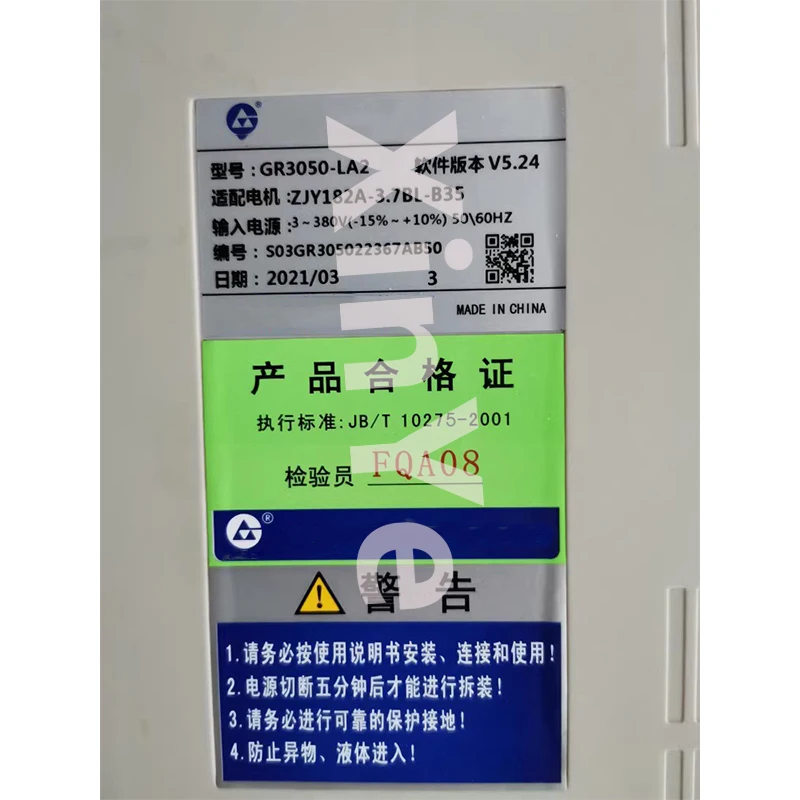 ®
型号：GR3050-LA2 软件版本 V5.24
适配电机：ZJY182A-3.7BL-B35
输入电源：3～380V(-15%～+10%) 50\60HZ
编号：S03GR305022367AB50
日期：2021/03 3
MADE IN CHINA
产品合格证
执行标准:JB/T 10275-2001
检验员 FQA08
®
警告
1.请务必按使用说明书安装、连接和使用！
2.电源切断五分钟后才能进行拆装！
3.请务必进行可靠的保护接地！
4.防止异物、液体进入！
Xinye